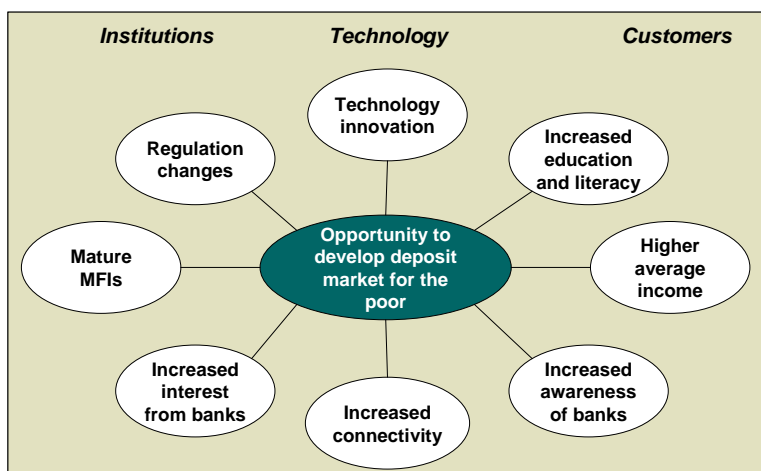 Institutions
Technology
Customers
Technology
innovation
Regulation
changes
Increased
education
and literacy
Mature
MFIs
Opportunity to
develop deposit
market for the
poor
Higher
average
income
Increased
interest
from banks
Increased
connectivity
Increased
awareness
of banks